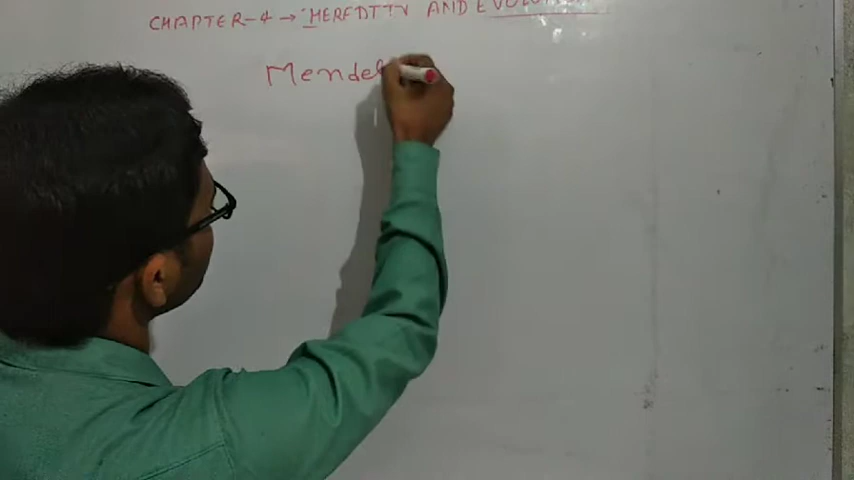 CHAPTER-4 → HEREDITY AND EVOLUTION
Mendel